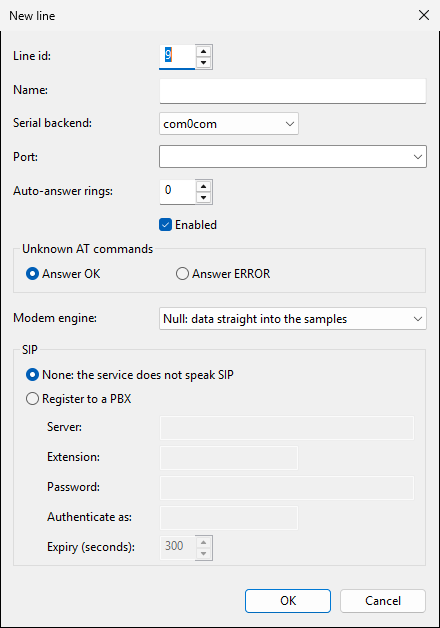 New line
Line id: 9
Name:
Serial backend: com0com
Port:
Auto-answer rings: 0
Enabled
Unknown AT commands
Answer OK Answer ERROR
Modem engine: Null: data straight into the samples
SIP
None: the service does not speak SIP
Register to a PBX
Server:
Extension:
Password:
Authenticate as:
Expiry (seconds): 300
OK Cancel